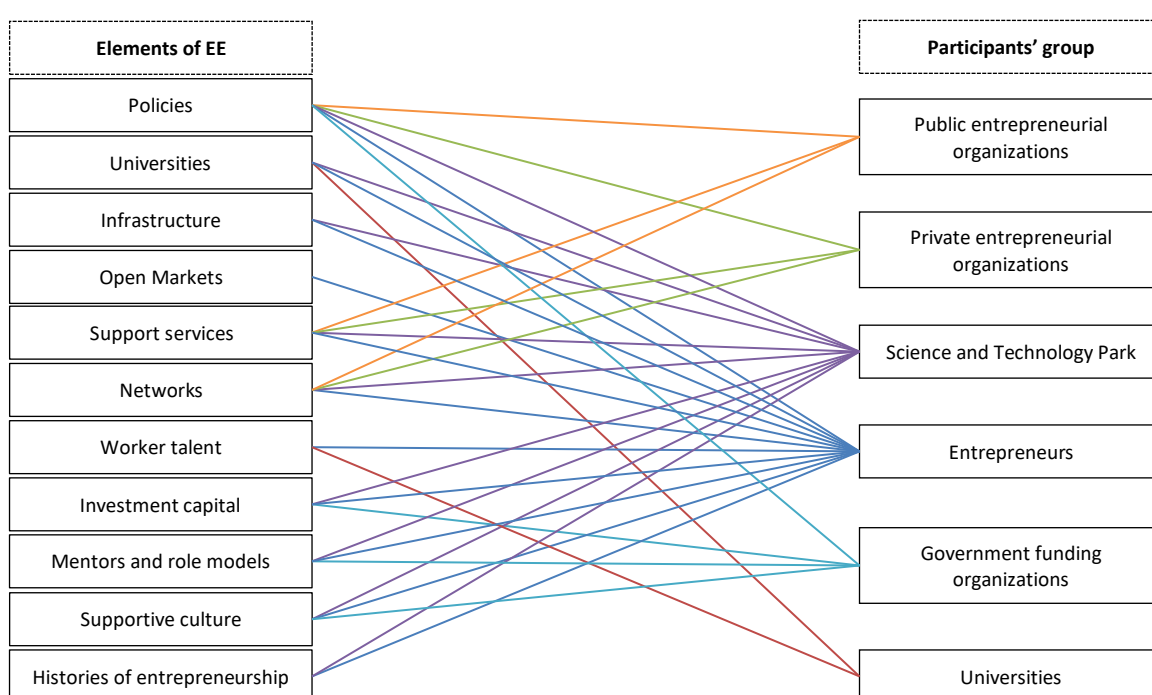 Elements of EE
Policies
Universities
Infrastructure
Open Markets
Support services
Networks
Worker talent
Investment capital
Mentors and role models
Supportive culture
Histories of entrepreneurship
Participants’ group
Public entrepreneurial
organizations
Private entrepreneurial
organizations
Science and Technology Park
Entrepreneurs
Government funding
organizations
Universities